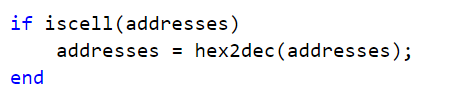 if iscell(addresses)
    addresses = hex2dec(addresses);
end